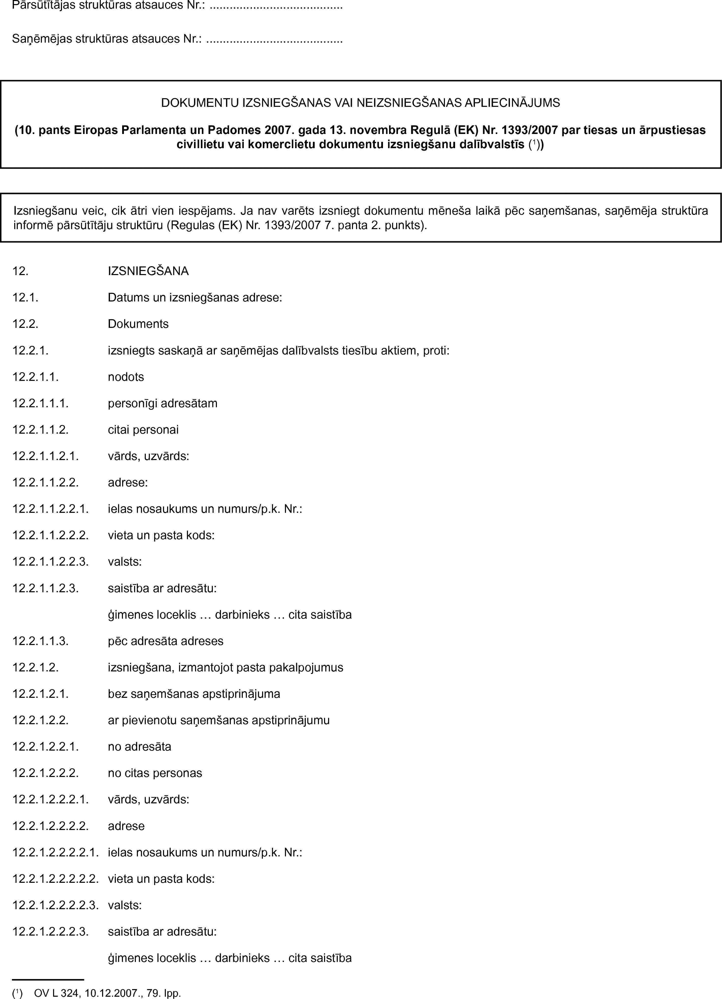 Pārsūtītājas struktūras atsauces Nr.: ........................................
Saņēmējas struktūras atsauces Nr.: .........................................
DOKUMENTU IZSNIEGŠANAS VAI NEIZSNIEGŠANAS APLIECINĀJUMS
(10. pants Eiropas Parlamenta un Padomes 2007. gada 13. novembra Regulā (EK) Nr. 1393/2007 par tiesas un ārpustiesas
civillietu vai komerclietu dokumentu izsniegšanu dalībvalstīs (¹))
Izsniegšanu veic, cik ātri vien iespējams. Ja nav varēts izsniegt dokumentu mēneša laikā pēc saņemšanas, saņēmēja struktūra
informē pārsūtītāju struktūru (Regulas (EK) Nr. 1393/2007 7. panta 2. punkts).
12. IZSNIEGŠANA
12.1. Datums un izsniegšanas adrese:
12.2. Dokuments
12.2.1. izsniegts saskaņā ar saņēmējas dalībvalsts tiesību aktiem, proti:
12.2.1.1. nodots
12.2.1.1.1. personīgi adresātam
12.2.1.1.2. citai personai
12.2.1.1.2.1. vārds, uzvārds:
12.2.1.1.2.2. adrese:
12.2.1.1.2.2.1. ielas nosaukums un numurs/p.k. Nr.:
12.2.1.1.2.2.2. vieta un pasta kods:
12.2.1.1.2.2.3. valsts:
12.2.1.1.2.3. saistība ar adresātu:
ģimenes loceklis … darbinieks … cita saistība
12.2.1.1.3. pēc adresāta adreses
12.2.1.2. izsniegšana, izmantojot pasta pakalpojumus
12.2.1.2.1. bez saņemšanas apstiprinājuma
12.2.1.2.2. ar pievienotu saņemšanas apstiprinājumu
12.2.1.2.2.1. no adresāta
12.2.1.2.2.2. no citas personas
12.2.1.2.2.2.1. vārds, uzvārds:
12.2.1.2.2.2.2. adrese
12.2.1.2.2.2.2.1. ielas nosaukums un numurs/p.k. Nr.:
12.2.1.2.2.2.2.2. vieta un pasta kods:
12.2.1.2.2.2.2.3. valsts:
12.2.1.2.2.2.3. saistība ar adresātu:
ģimenes loceklis … darbinieks … cita saistība
(¹) OV L 324, 10.12.2007., 79. lpp.